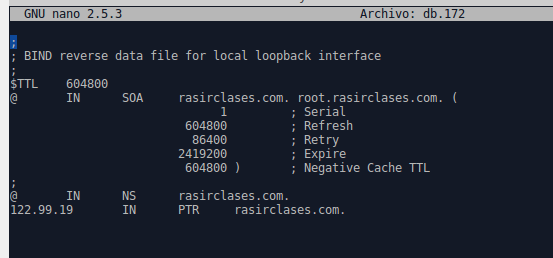 GNU nano 2.5.3 Archivo: db.172
;
; BIND reverse data file for local loopback interface
;
$TTL 604800
@ IN SOA rasirclases.com. root.rasirclases.com. (
1 ; Serial
604800 ; Refresh
86400 ; Retry
2419200 ; Expire
604800 ) ; Negative Cache TTL
;
@ IN NS rasirclases.com.
122.99.19 IN PTR rasirclases.com.